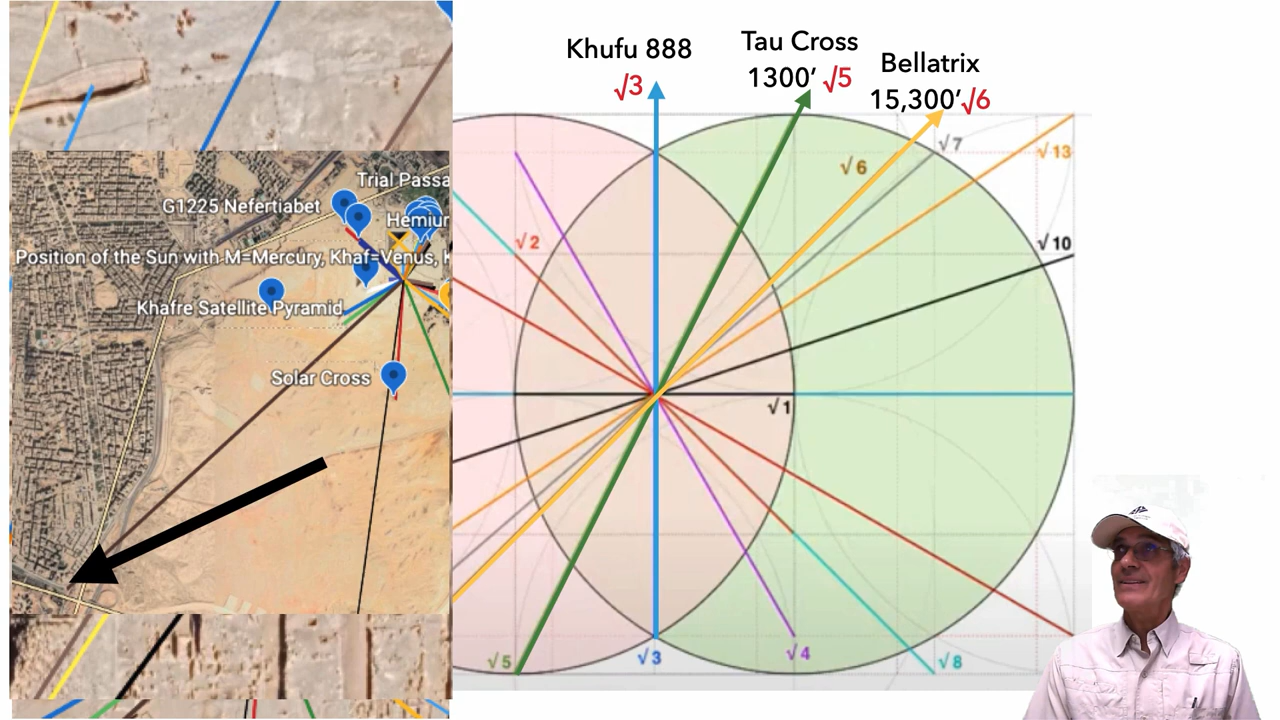 Khufu 888
√3
Tau Cross
1300’ √5
Bellatrix
15,300’√6
Trial Passa
G1225 Nefertiabet
Hemiun
Position of the Sun with M=Mercury, Khaf=Venus, K
Khafre Satellite Pyramid
Solar Cross
√6
√7
√13
√2
√10
√1
√5
√3
√4
√8